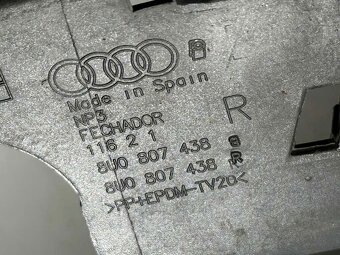 Made in Spain
NP3
FECHADOR
116 2 1
R
8U0 807 438 G
8U0 807 438 R
>PP+EPDM-TV20<